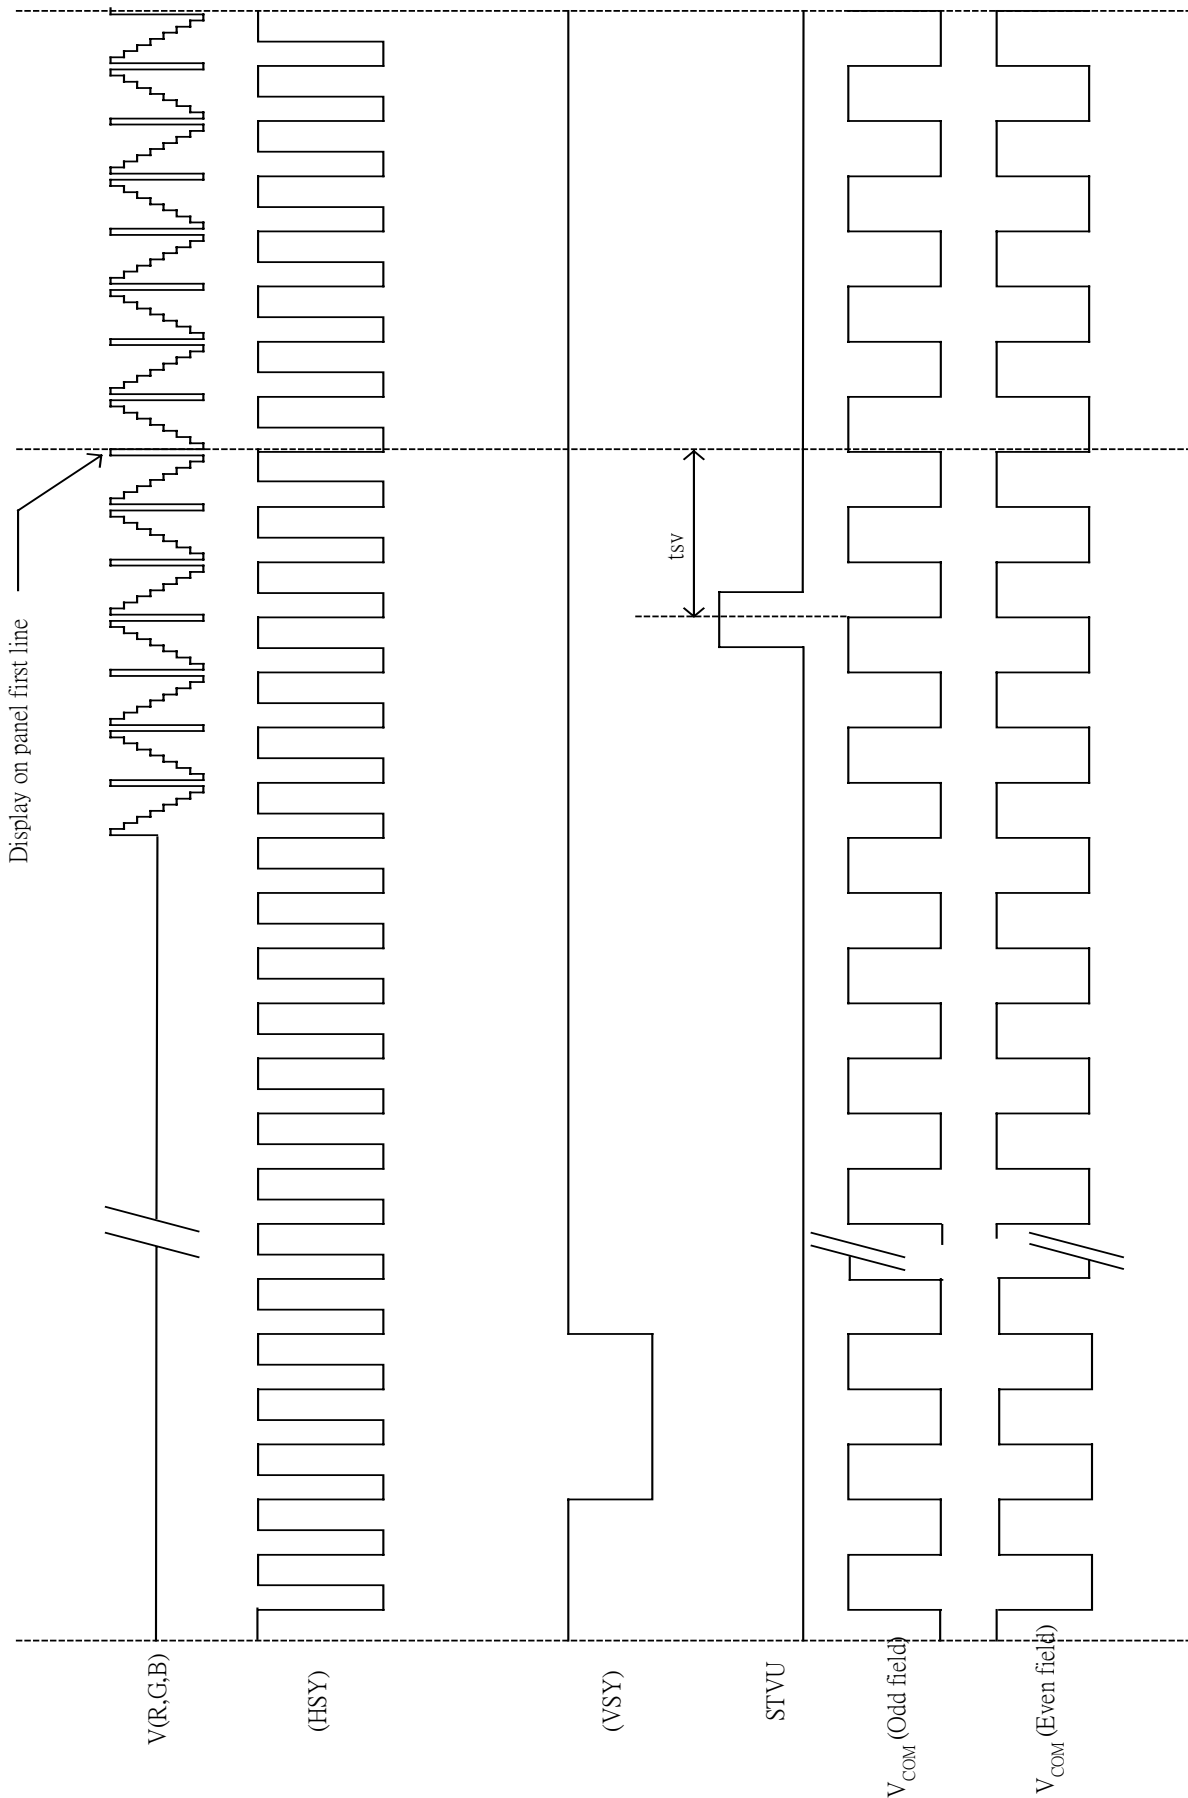 Display on panel first line
V(R,G,B)
(HSY)
(VSY)
tsv
STVU
VCOM (Odd field)
VCOM (Even field)